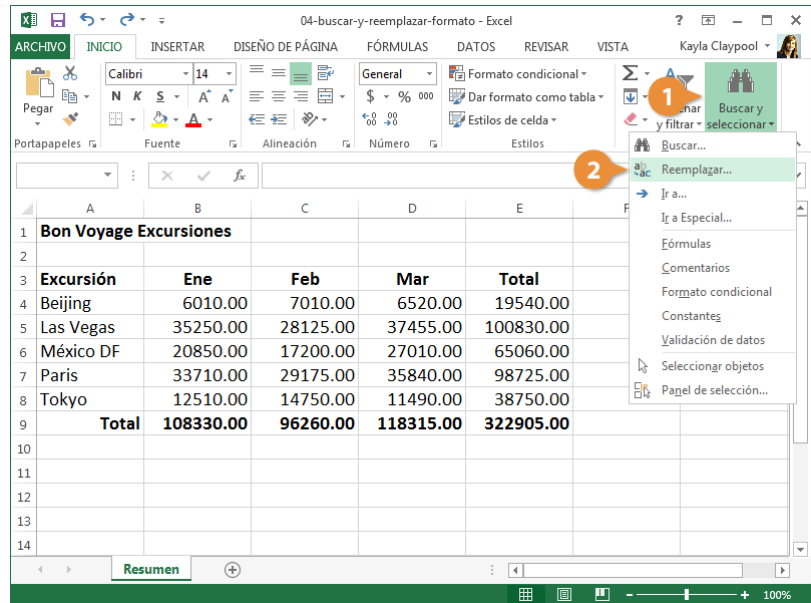 04-buscar-y-reemplazar-formato - Excel
ARCHIVO INICIO INSERTAR DISEÑO DE PÁGINA FÓRMULAS DATOS REVISAR VISTA Kayla Claypool
Calibri 14 General Formato condicional
Pegar N K S A A $ % 000 Dar formato como tabla
Estilos de celda
y filtrar
Buscar y
seleccionar
Portapapeles Fuente Alineación Número Estilos
1
2
Buscar...
Reemplazar...
Ir a...
Ir a Especial...
Fórmulas
Comentarios
Formato condicional
Constantes
Validación de datos
Seleccionar objetos
Panel de selección...
fx
A B C D E F
1 Bon Voyage Excursiones
2
3 Excursión Ene Feb Mar Total
4 Beijing 6010.00 7010.00 6520.00 19540.00
5 Las Vegas 35250.00 28125.00 37455.00 100830.00
6 México DF 20850.00 17200.00 27010.00 65060.00
7 Paris 33710.00 29175.00 35840.00 98725.00
8 Tokyo 12510.00 14750.00 11490.00 38750.00
9 Total 108330.00 96260.00 118315.00 322905.00
10
11
12
13
14
Resumen
100%